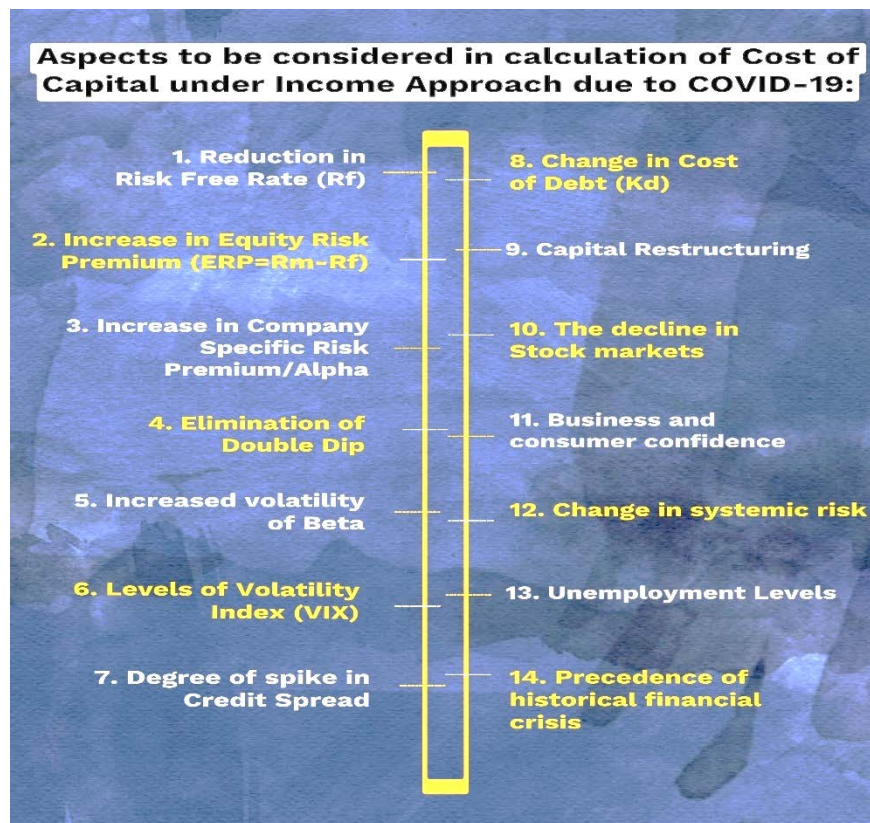 Aspects to be considered in calculation of Cost of
Capital under Income Approach due to COVID-19:
1. Reduction in
Risk Free Rate (Rf)
2. Increase in Equity Risk
Premium (ERP=Rm-Rf)
3. Increase in Company
Specific Risk
Premium/Alpha
4. Elimination of
Double Dip
5. Increased volatility
of Beta
6. Levels of Volatility
Index (VIX)
7. Degree of spike in
Credit Spread
8. Change in Cost
of Debt (Kd)
9. Capital Restructuring
10. The decline in
Stock markets
11. Business and
consumer confidence
12. Change in systemic risk
13. Unemployment Levels
14. Precedence of
historical financial
crisis